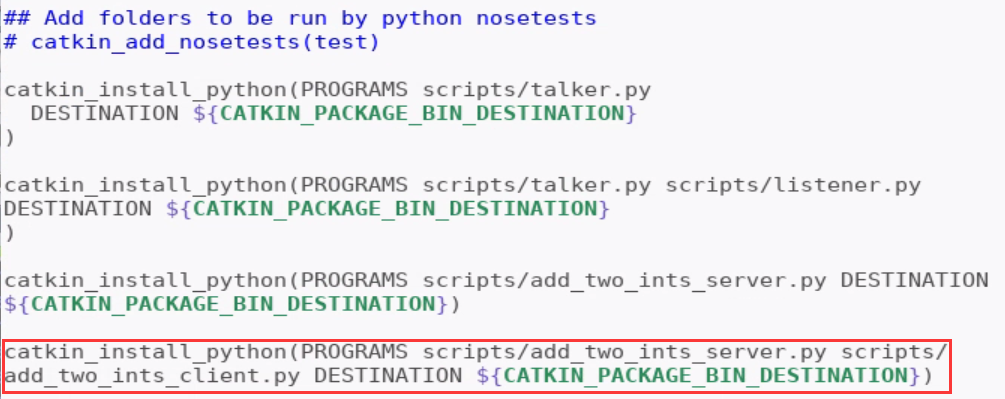 ## Add folders to be run by python nosetests
# catkin_add_nosetests(test)
catkin_install_python(PROGRAMS scripts/talker.py
DESTINATION ${CATKIN_PACKAGE_BIN_DESTINATION}
)
catkin_install_python(PROGRAMS scripts/talker.py scripts/listener.py
DESTINATION ${CATKIN_PACKAGE_BIN_DESTINATION}
)
catkin_install_python(PROGRAMS scripts/add_two_ints_server.py DESTINATION
${CATKIN_PACKAGE_BIN_DESTINATION})
catkin_install_python(PROGRAMS scripts/add_two_ints_server.py scripts/
add_two_ints_client.py DESTINATION ${CATKIN_PACKAGE_BIN_DESTINATION})